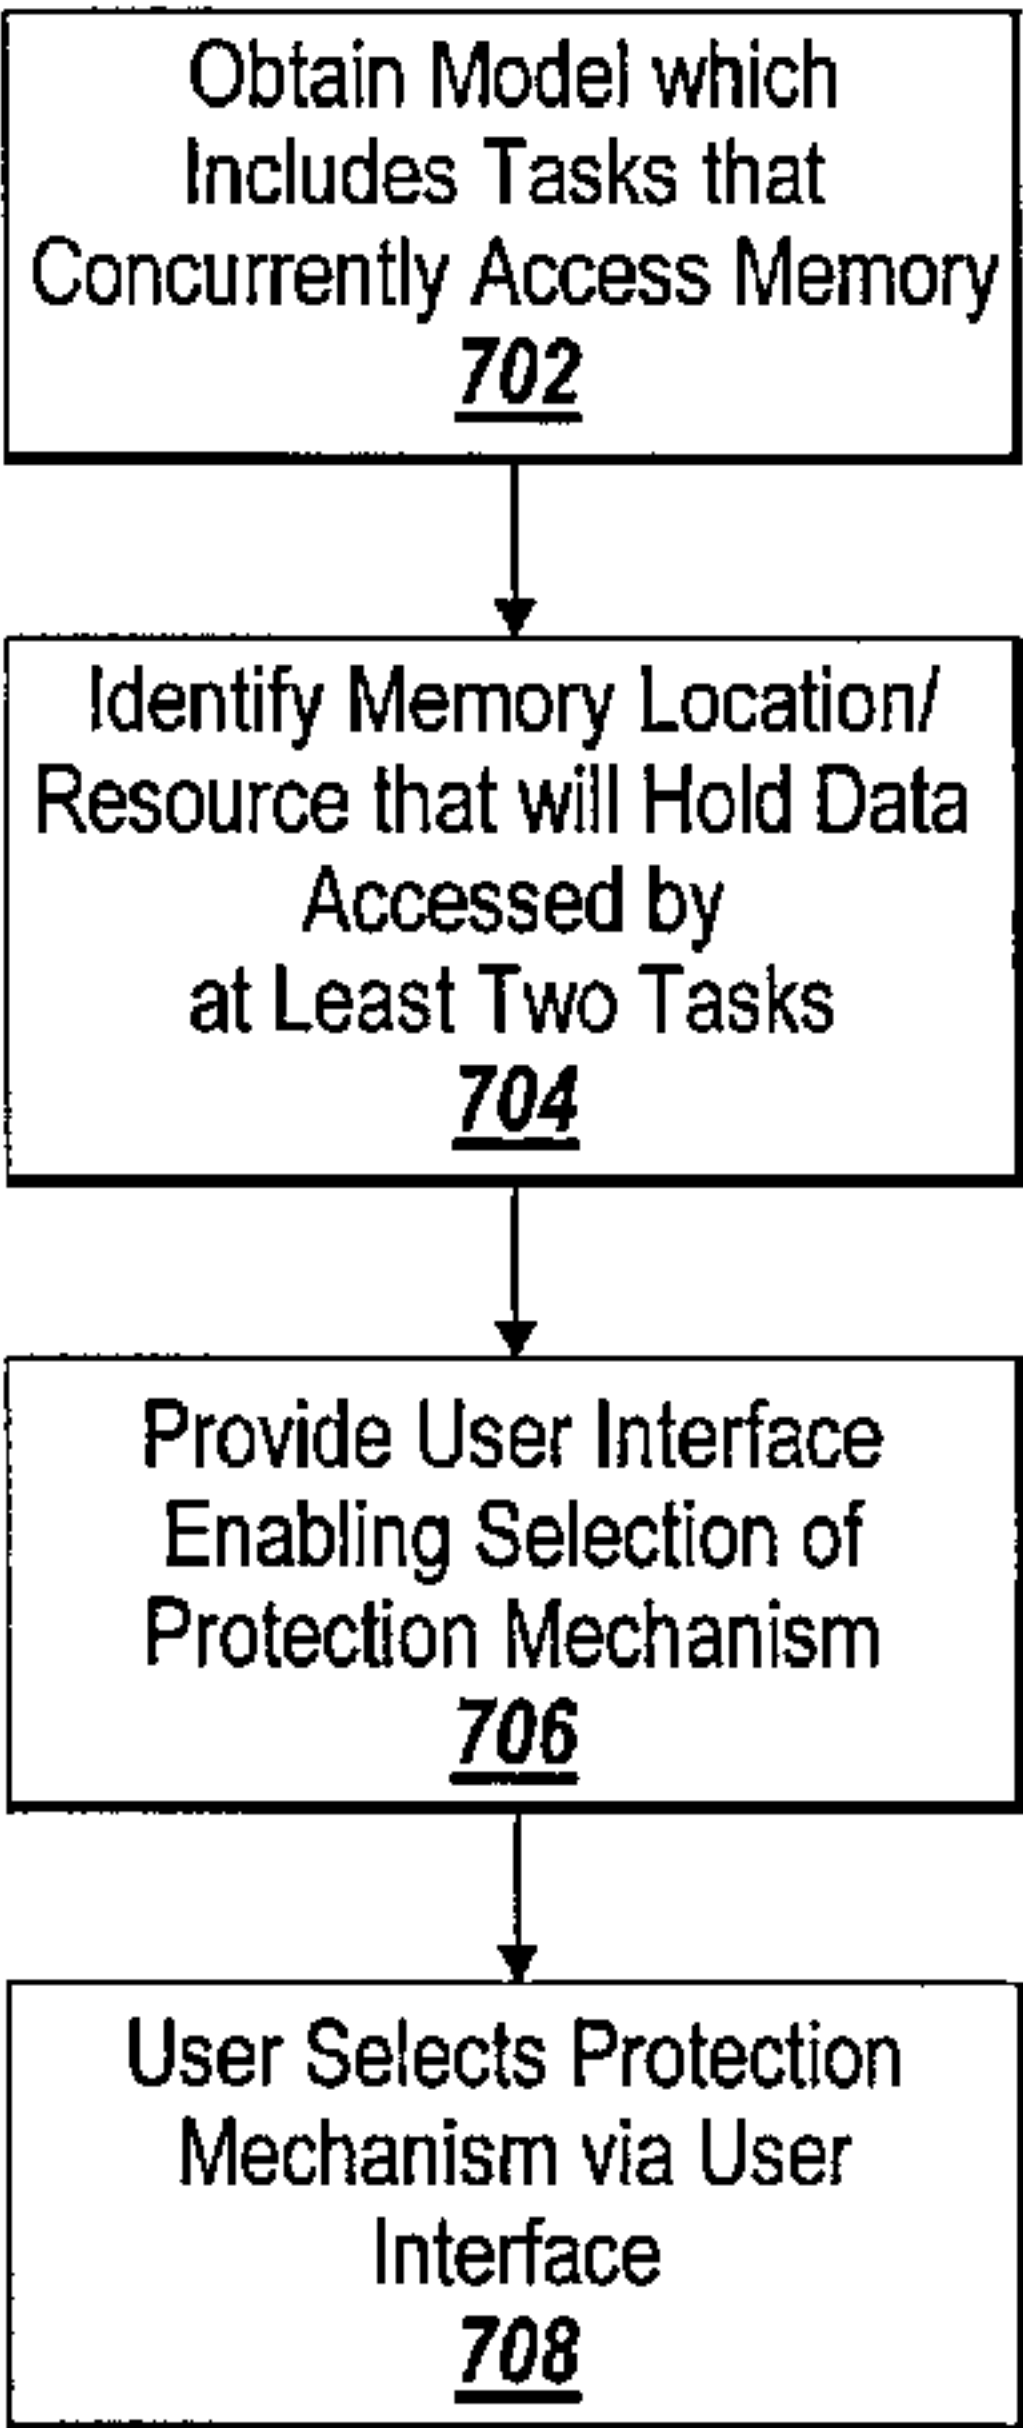 Obtain Model which
Includes Tasks that
Concurrently Access Memory
702
Identify Memory Location/
Resource that will Hold Data
Accessed by
at Least Two Tasks
704
Provide User Interface
Enabling Selection of
Protection Mechanism
706
User Selects Protection
Mechanism via User
Interface
708